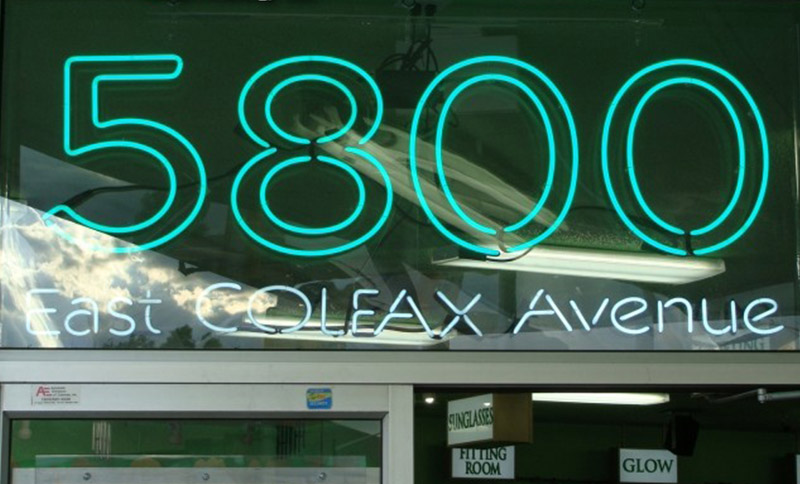 5800
East COLFAX Avenue
SUNGLASSES
FITTING
ROOM
GLOW